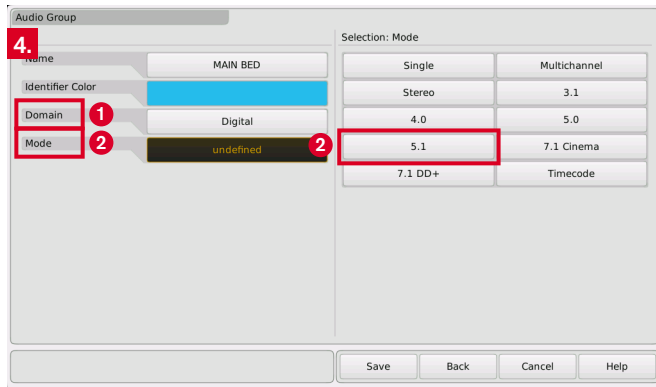 Audio Group
4.
Selection: Mode
Name
MAIN BED
Single
Multichannel
Identifier Color
Stereo
3.1
Domain
1
Digital
4.0
5.0
Mode
2
undefined
2
5.1
7.1 Cinema
7.1 DD+
Timecode
Save
Back
Cancel
Help